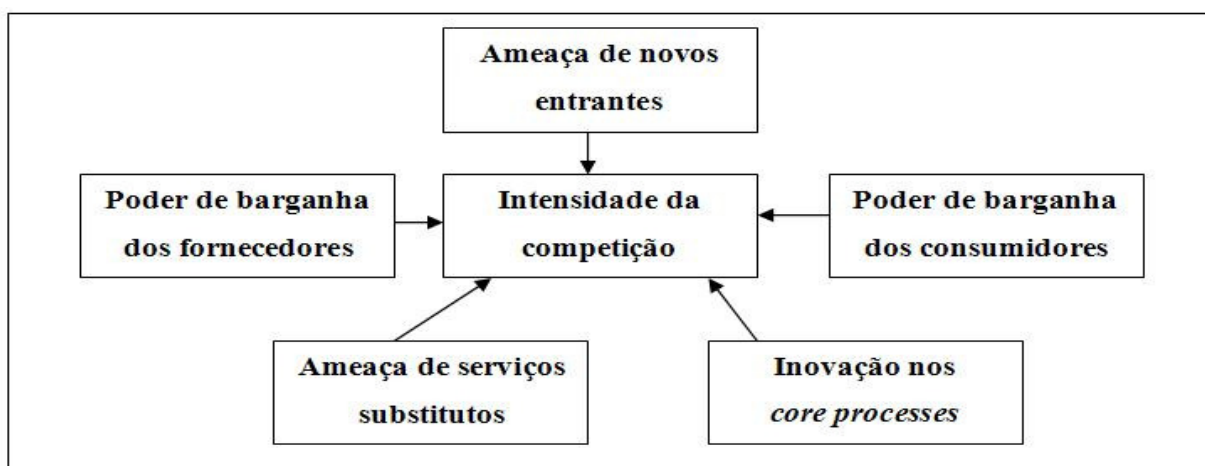 Ameaça de novos
entrantes
Poder de barganha
dos fornecedores
Intensidade da
competição
Poder de barganha
dos consumidores
Ameaça de serviços
substitutos
Inovação nos
core processes